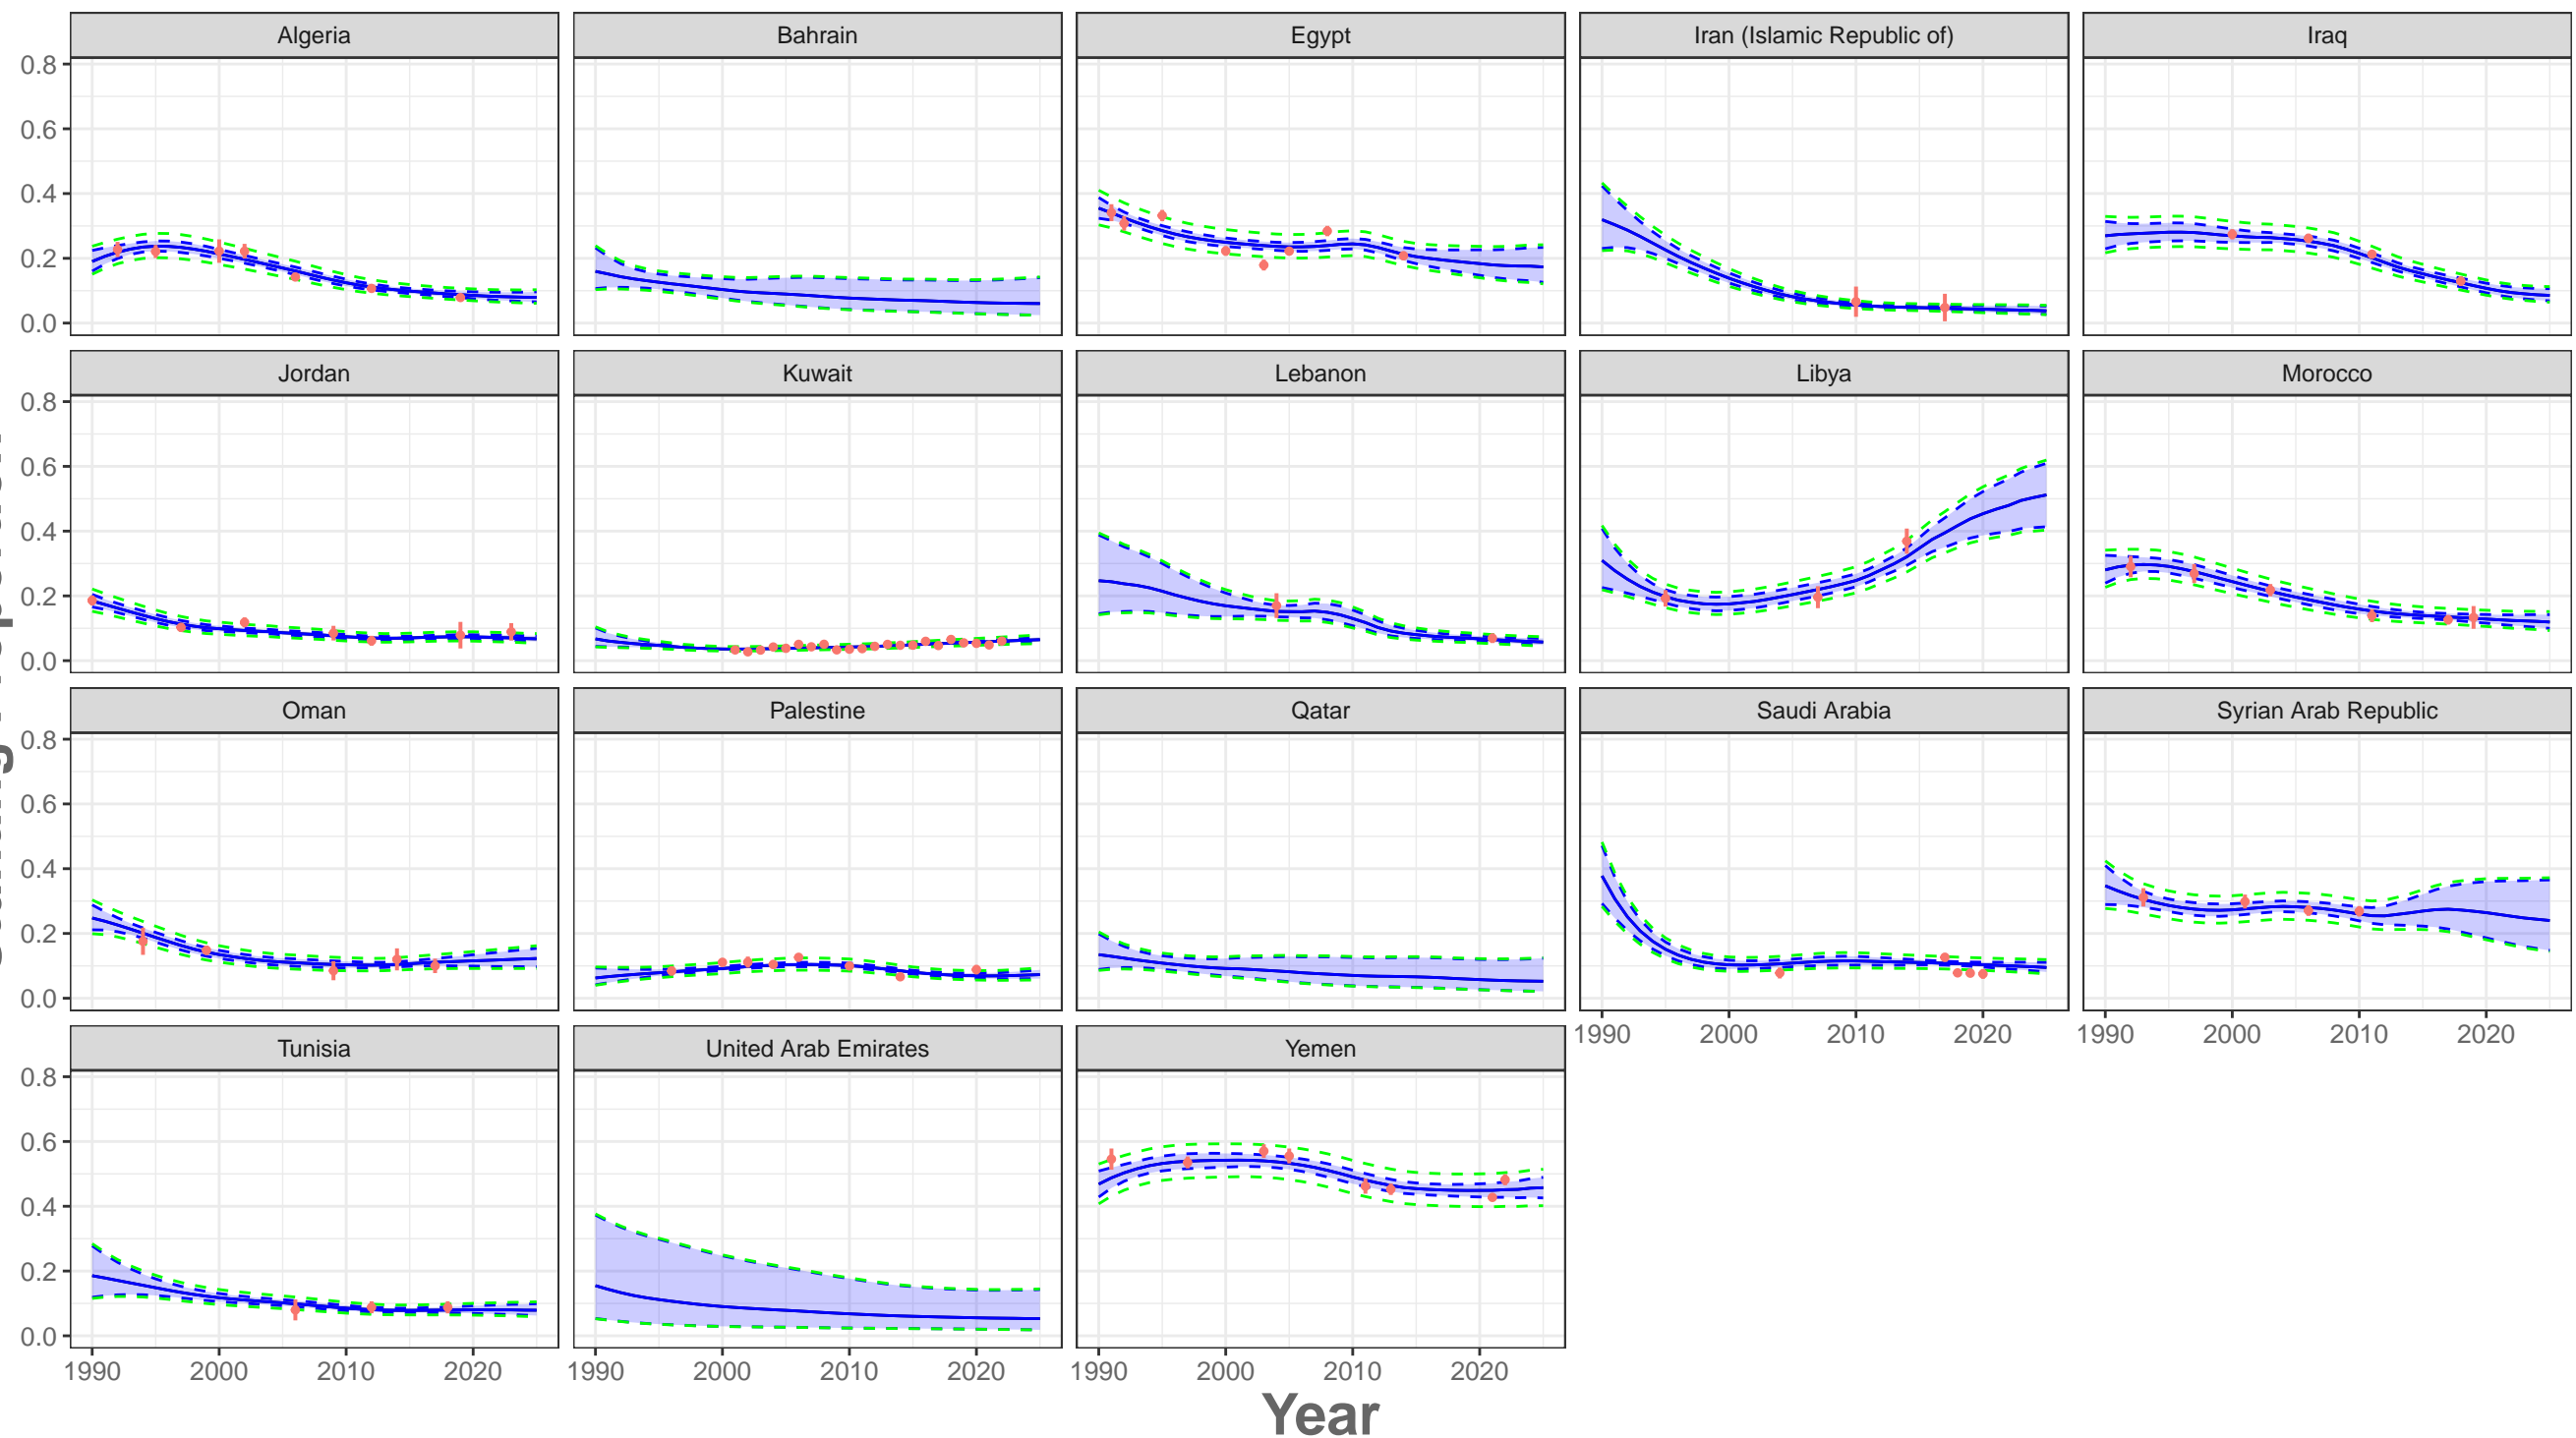 Algeria Bahrain Egypt Iran (Islamic Republic of) Iraq
0.8
0.6
0.4
0.2
0.0
Jordan Kuwait Lebanon Libya Morocco
0.8
0.6
0.4
0.2
0.0
Oman Palestine Qatar Saudi Arabia Syrian Arab Republic
0.8
0.6
0.4
0.2
0.0
1990 2000 2010 2020 1990 2000 2010 2020
Tunisia United Arab Emirates Yemen
0.8
0.6
0.4
0.2
0.0
1990 2000 2010 2020 1990 2000 2010 2020 1990 2000 2010 2020
Year